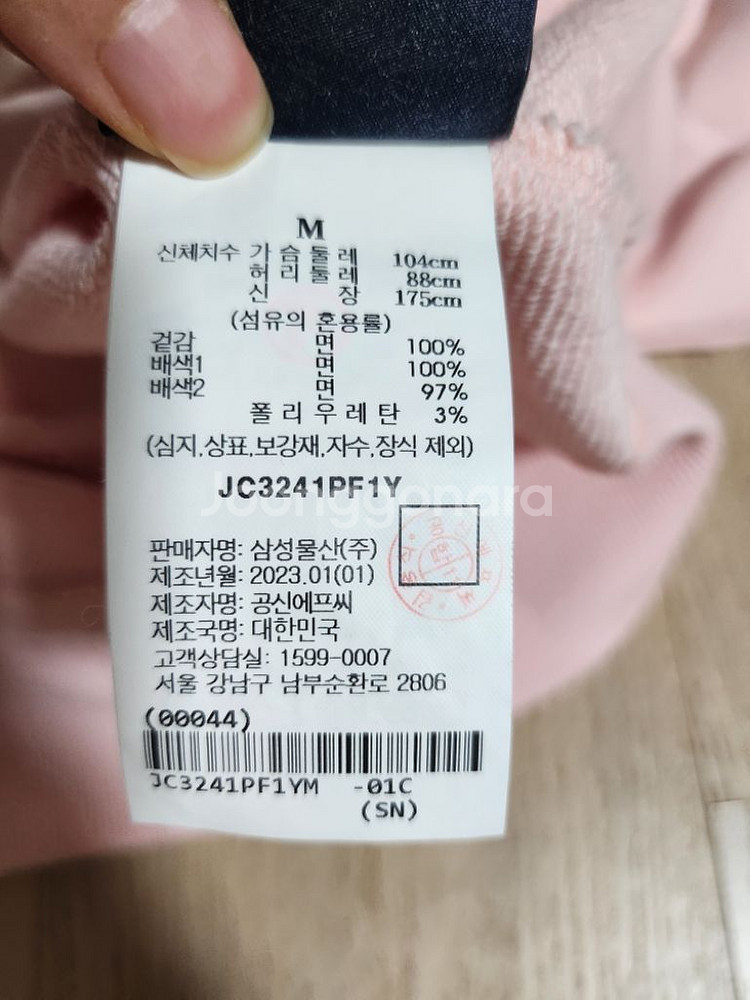 M
신체치수 가슴둘레 104cm
허리둘레 88cm
신장 175cm
(섬유의 혼용률)
겉감 면 100%
배색1 면 100%
배색2 면 97%
폴리우레탄 3%
(심지,상표,보강재,자수,장식 제외)
JC3241PF1Y
Joonggonara
판매자명: 삼성물산(주)
제조년월: 2023.01(01)
제조자명: 공신에프씨
제조국명: 대한민국
고객상담실: 1599-0007
서울 강남구 남부순환로 2806
(00044)
JC3241PF1YM -01C
(SN)